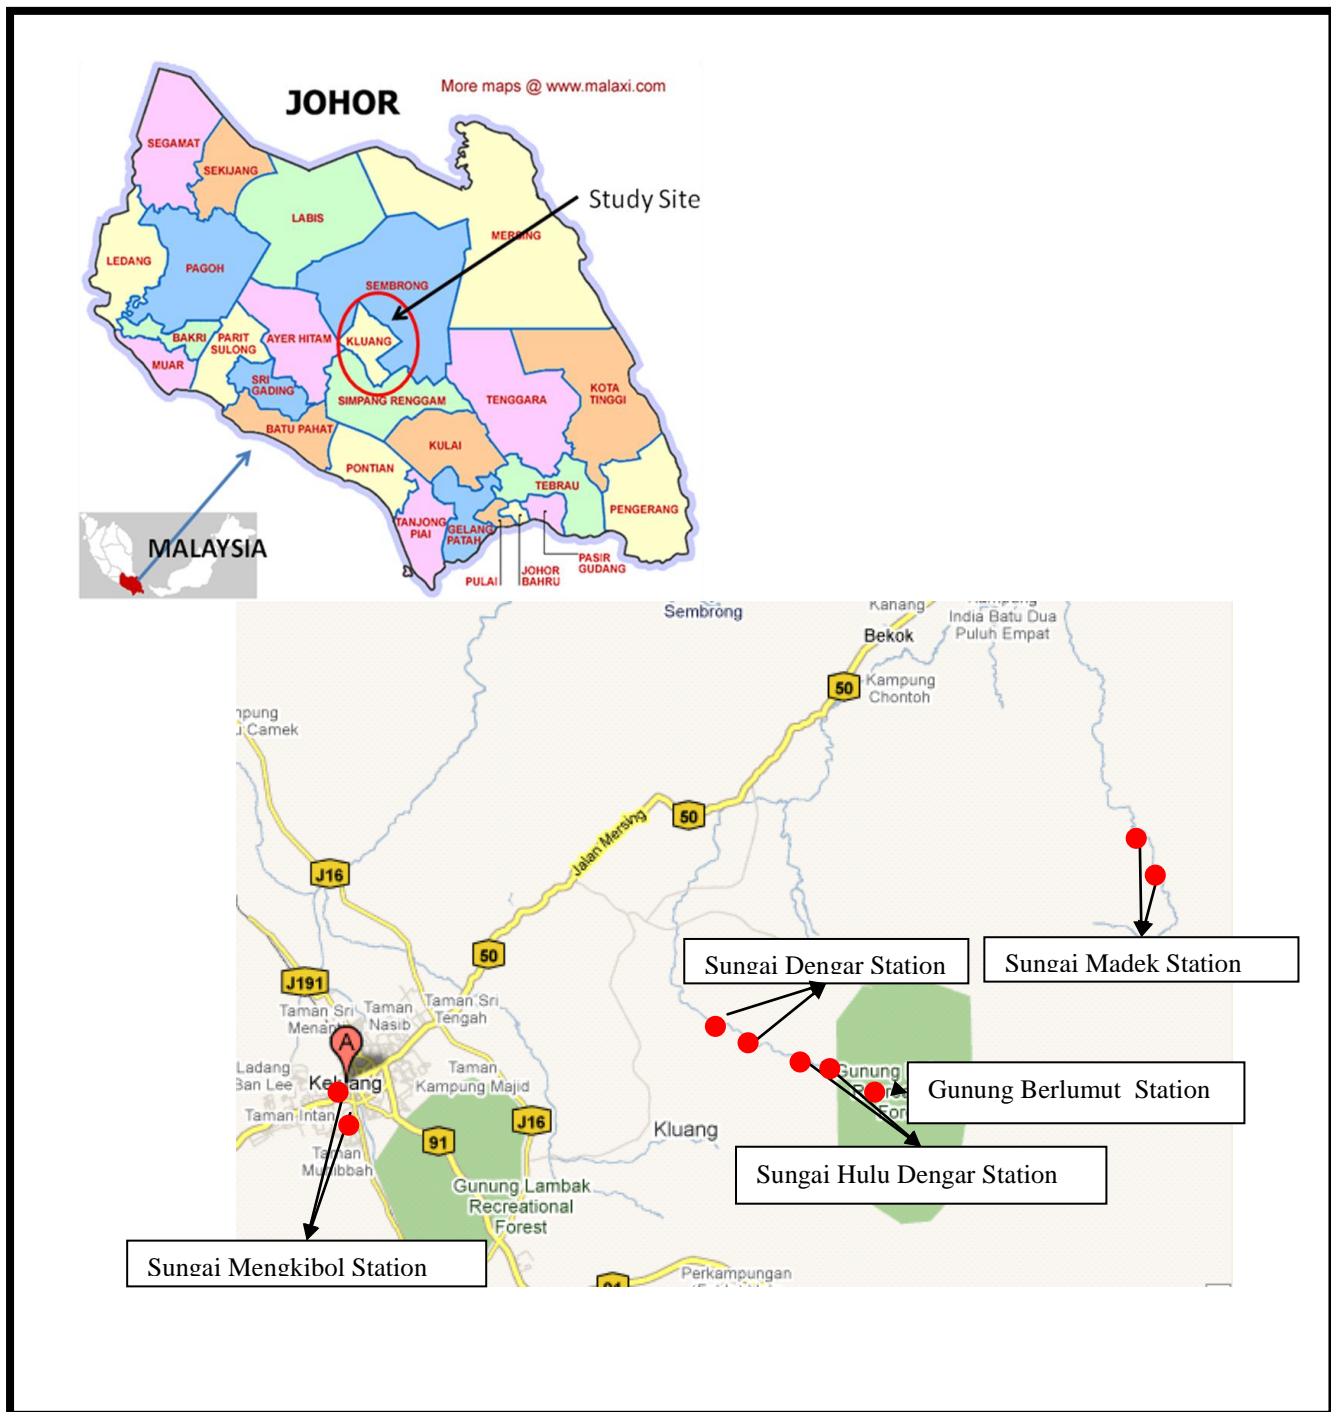 JOHOR
More maps @ www.malaxi.com
SEGAMAT
SEKIJANG
LABIS
Study Site
MERSING
LEDANG
PAGOH
SEMBRONG
BAKRI
PARIT
SULONG
AYER HITAM
KLUANG
MUAR
SRI
GADING
SIMPANG RENGGAM
TENGGARA
KOTA
TINGGI
BATU PAHAT
KULAI
PONTIAN
TEBRAU
PENGERANG
TANJONG
PIAI
GELANG
PATAH
PULAI
JOHOR
BAHRU
PASIR
GUDANG
MALAYSIA
Sembrong
Kahang
Kampung
India Batu Dua
Puluh Empat
Bekok
50
Kampung
Chontoh
Camek
50
Jalan Mersing
J16
50
J191
Sungai Dengar Station
Sungai Madek Station
Taman Sri
Taman
Nasib
Taman Sri
Tengah
A
Ladang
Ban Lee
Taman
Kampung Majid
Taman Intan
Taman
91
J16
Kluang
Gunung
Gunung Berlumut Station
Sungai Hulu Dengar Station
Gunung Lambak
Recreational
Forest
Sungai Mengkibol Station
Perkampungan